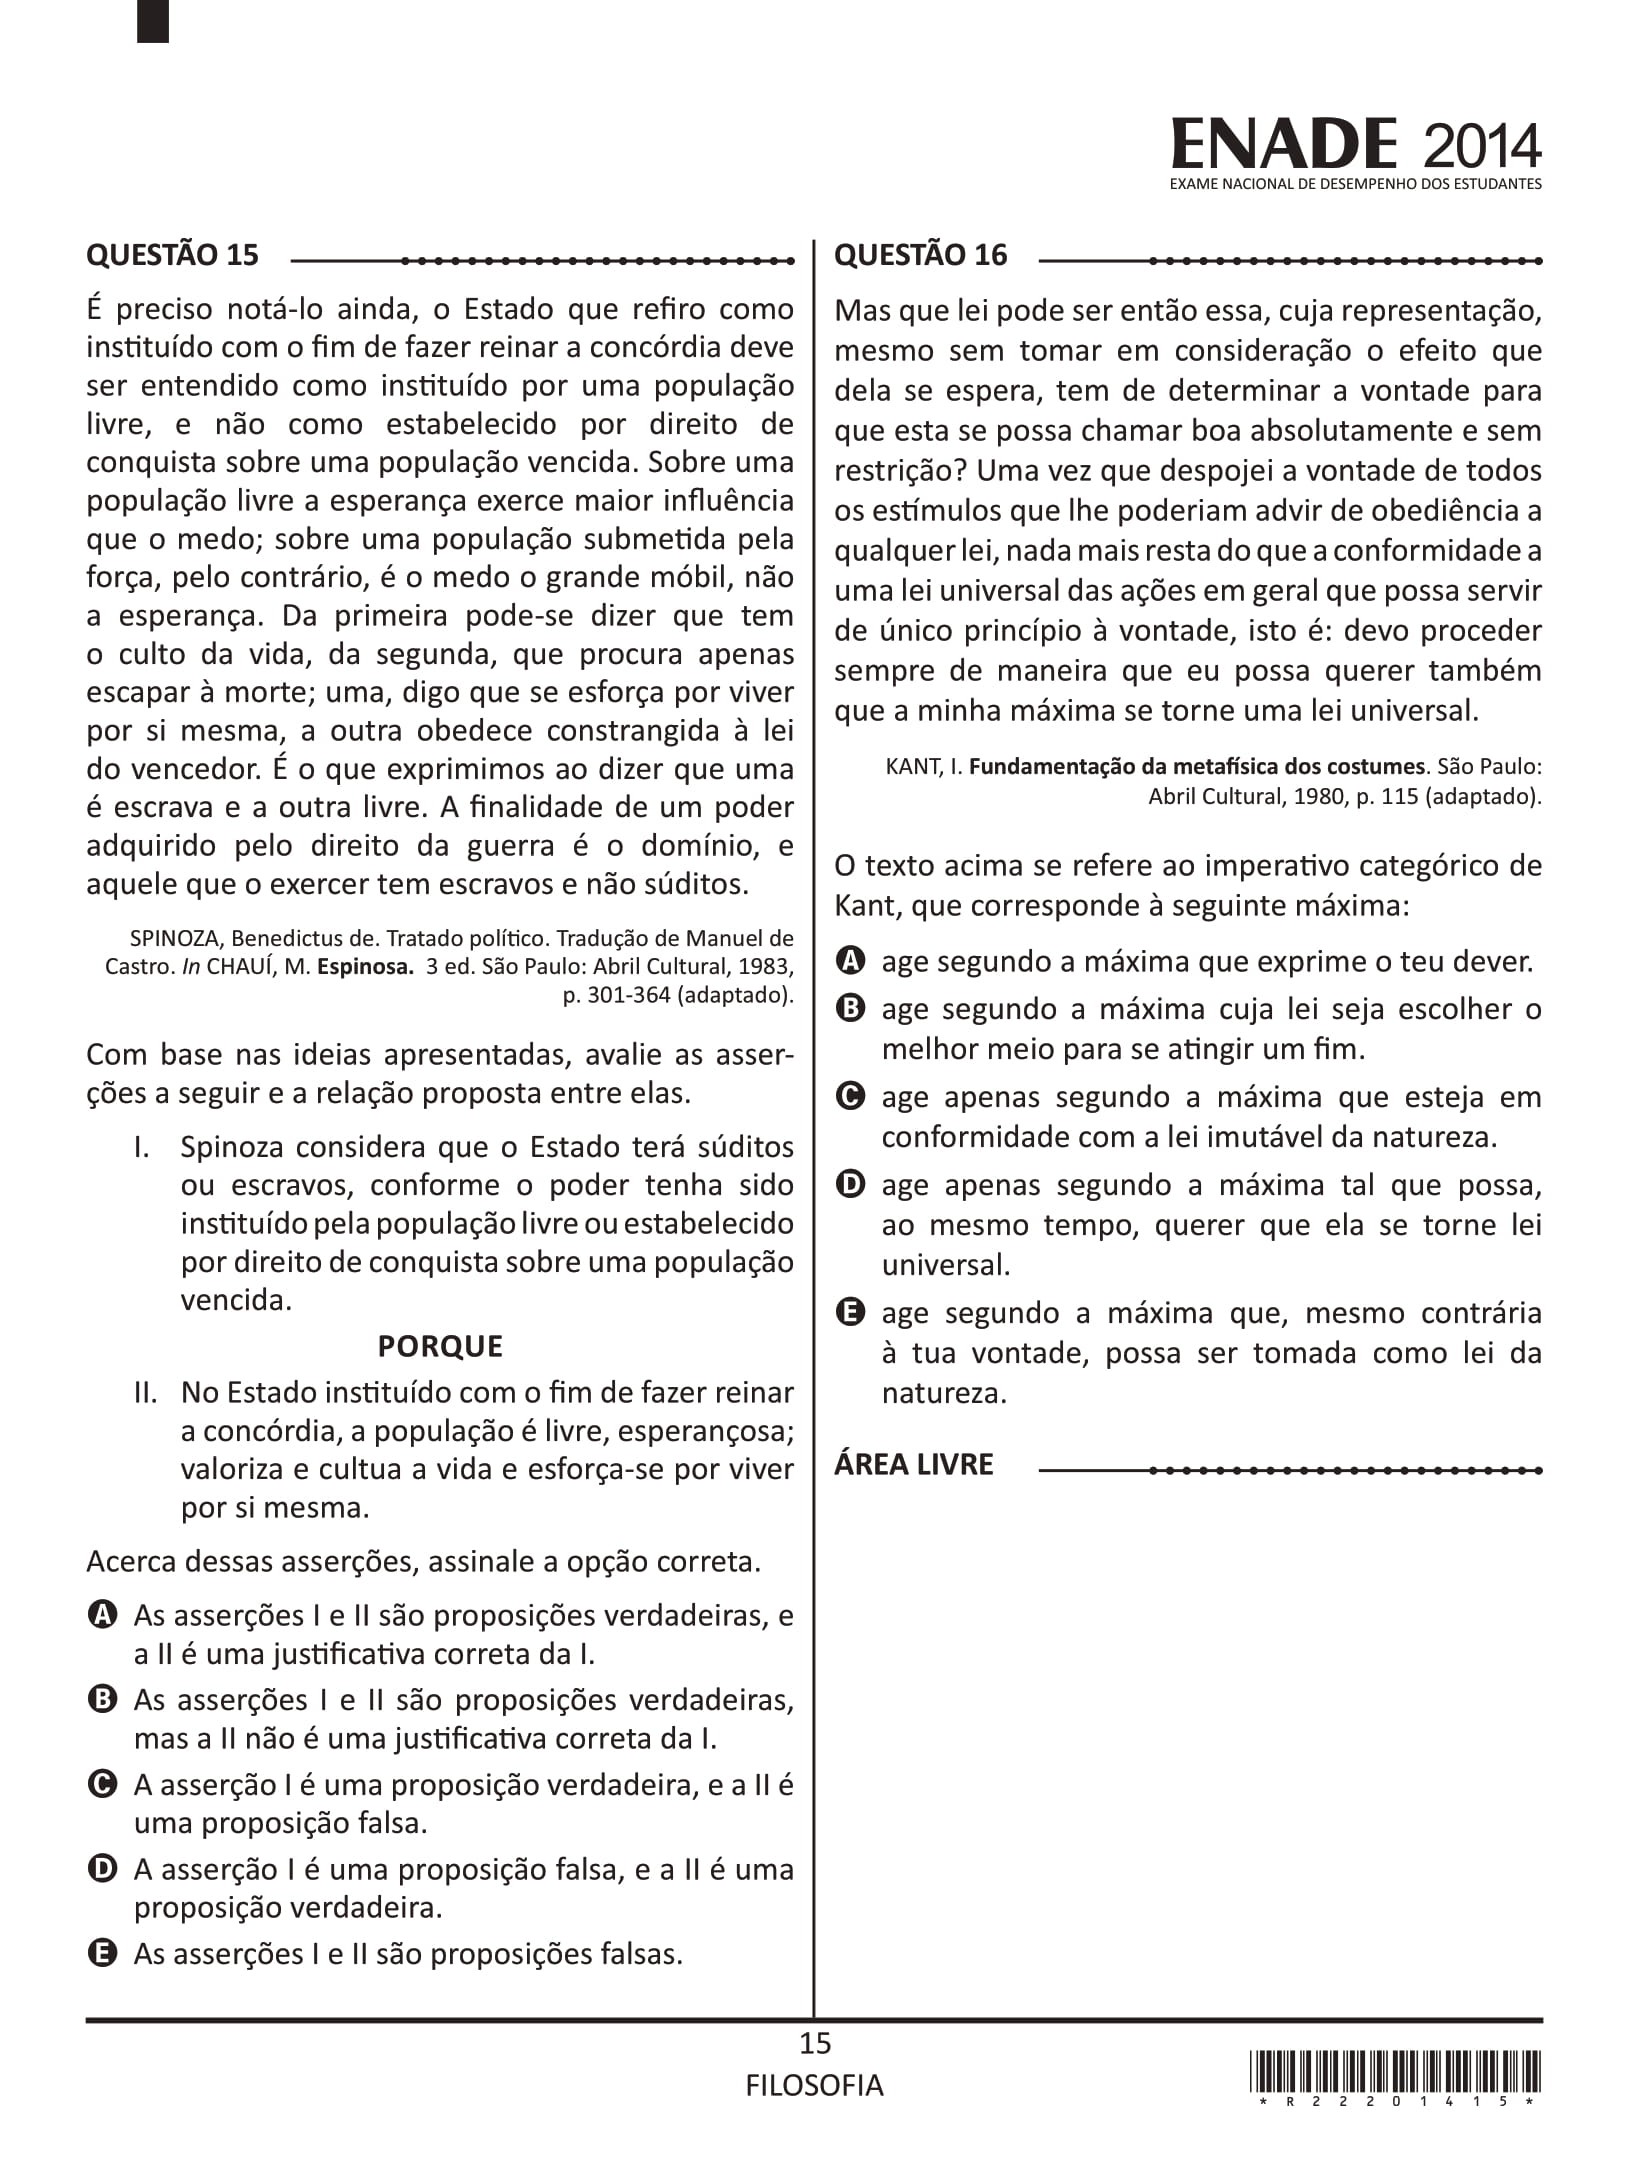 ENADE 2014
EXAME NACIONAL DE DESEMPENHO DOS ESTUDANTES
QUESTÃO 15
É preciso notá-lo ainda, o Estado que refiro como
instituído com o fim de fazer reinar a concórdia deve
ser entendido como instituído por uma população
livre, e não como estabelecido por direito de
conquista sobre uma população vencida. Sobre uma
população livre a esperança exerce maior influência
que o medo; sobre uma população submetida pela
força, pelo contrário, é o medo o grande móbil, não
a esperança. Da primeira pode-se dizer que tem
o culto da vida, da segunda, que procura apenas
escapar à morte; uma, digo que se esforça por viver
por si mesma, a outra obedece constrangida à lei
do vencedor. É o que exprimimos ao dizer que uma
é escrava e a outra livre. A finalidade de um poder
adquirido pelo direito da guerra é o domínio, e
aquele que o exercer tem escravos e não súditos.
SPINOZA, Benedictus de. Tratado político. Tradução de Manuel de
Castro. In CHAUÍ, M. Espinosa. 3 ed. São Paulo: Abril Cultural, 1983,
p. 301-364 (adaptado).
Com base nas ideias apresentadas, avalie as asser-
ções a seguir e a relação proposta entre elas.
I. Spinoza considera que o Estado terá súditos
ou escravos, conforme o poder tenha sido
instituído pela população livre ou estabelecido
por direito de conquista sobre uma população
vencida.
PORQUE
II. No Estado instituído com o fim de fazer reinar
a concórdia, a população é livre, esperançosa;
valoriza e cultua a vida e esforça-se por viver
por si mesma.
Acerca dessas asserções, assinale a opção correta.
A As asserções I e II são proposições verdadeiras, e
a II é uma justificativa correta da I.
B As asserções I e II são proposições verdadeiras,
mas a II não é uma justificativa correta da I.
C A asserção I é uma proposição verdadeira, e a II é
uma proposição falsa.
D A asserção I é uma proposição falsa, e a II é uma
proposição verdadeira.
E As asserções I e II são proposições falsas.
QUESTÃO 16
Mas que lei pode ser então essa, cuja representação,
mesmo sem tomar em consideração o efeito que
dela se espera, tem de determinar a vontade para
que esta se possa chamar boa absolutamente e sem
restrição? Uma vez que despojei a vontade de todos
os estímulos que lhe poderiam advir de obediência a
qualquer lei, nada mais resta do que a conformidade a
uma lei universal das ações em geral que possa servir
de único princípio à vontade, isto é: devo proceder
sempre de maneira que eu possa querer também
que a minha máxima se torne uma lei universal.
KANT, I. Fundamentação da metafísica dos costumes. São Paulo:
Abril Cultural, 1980, p. 115 (adaptado).
O texto acima se refere ao imperativo categórico de
Kant, que corresponde à seguinte máxima:
A age segundo a máxima que exprime o teu dever.
B age segundo a máxima cuja lei seja escolher o
melhor meio para se atingir um fim.
C age apenas segundo a máxima que esteja em
conformidade com a lei imutável da natureza.
D age apenas segundo a máxima tal que possa,
ao mesmo tempo, querer que ela se torne lei
universal.
E age segundo a máxima que, mesmo contrária
à tua vontade, possa ser tomada como lei da
natureza.
ÁREA LIVRE
15
FILOSOFIA
*R22201415*